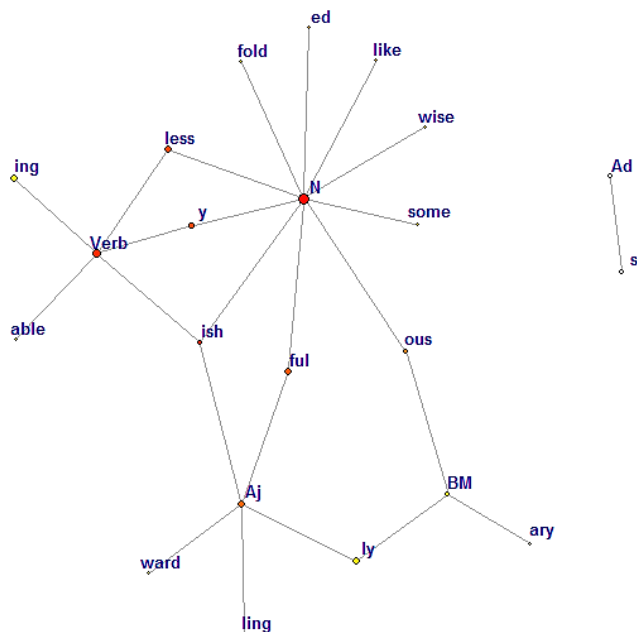 ed
fold
like
wise
less
ing
Ad
N
y
some
Verb
s
able
ish
ous
ful
BM
Aj
ary
ly
ward
ling